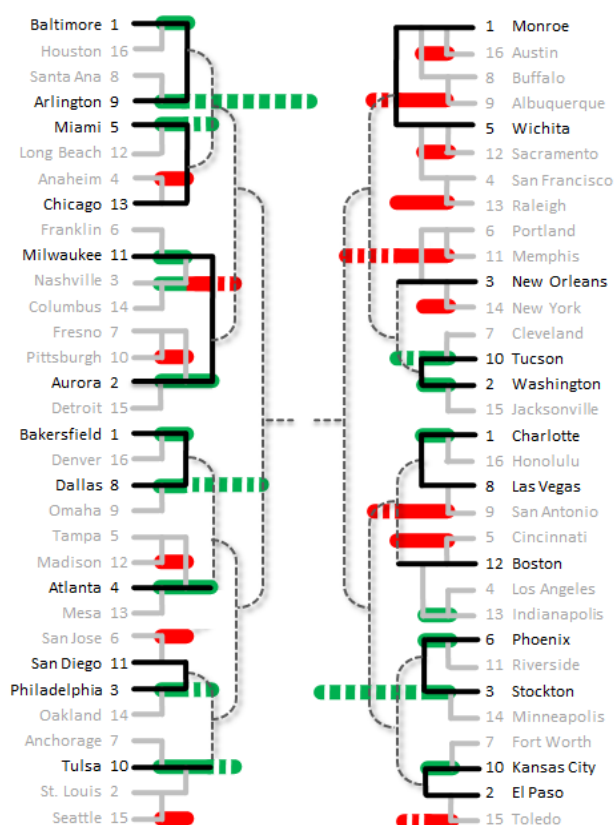 Baltimore 1
Houston 16
Santa Ana 8
Arlington 9
Miami 5
Long Beach 12
Anaheim 4
Chicago 13
Franklin 6
Milwaukee 11
Nashville 3
Columbus 14
Fresno 7
Pittsburgh 10
Aurora 2
Detroit 15
Bakersfield 1
Denver 16
Dallas 8
Omaha 9
Tampa 5
Madison 12
Atlanta 4
Mesa 13
San Jose 6
San Diego 11
Philadelphia 3
Oakland 14
Anchorage 7
Tulsa 10
St. Louis 2
Seattle 15
1 Monroe
16 Austin
8 Buffalo
9 Albuquerque
5 Wichita
12 Sacramento
4 San Francisco
13 Raleigh
6 Portland
11 Memphis
3 New Orleans
14 New York
7 Cleveland
10 Tucson
2 Washington
15 Jacksonville
1 Charlotte
16 Honolulu
8 Las Vegas
9 San Antonio
5 Cincinnati
12 Boston
4 Los Angeles
13 Indianapolis
6 Phoenix
11 Riverside
3 Stockton
14 Minneapolis
7 Fort Worth
10 Kansas City
2 El Paso
15 Toledo